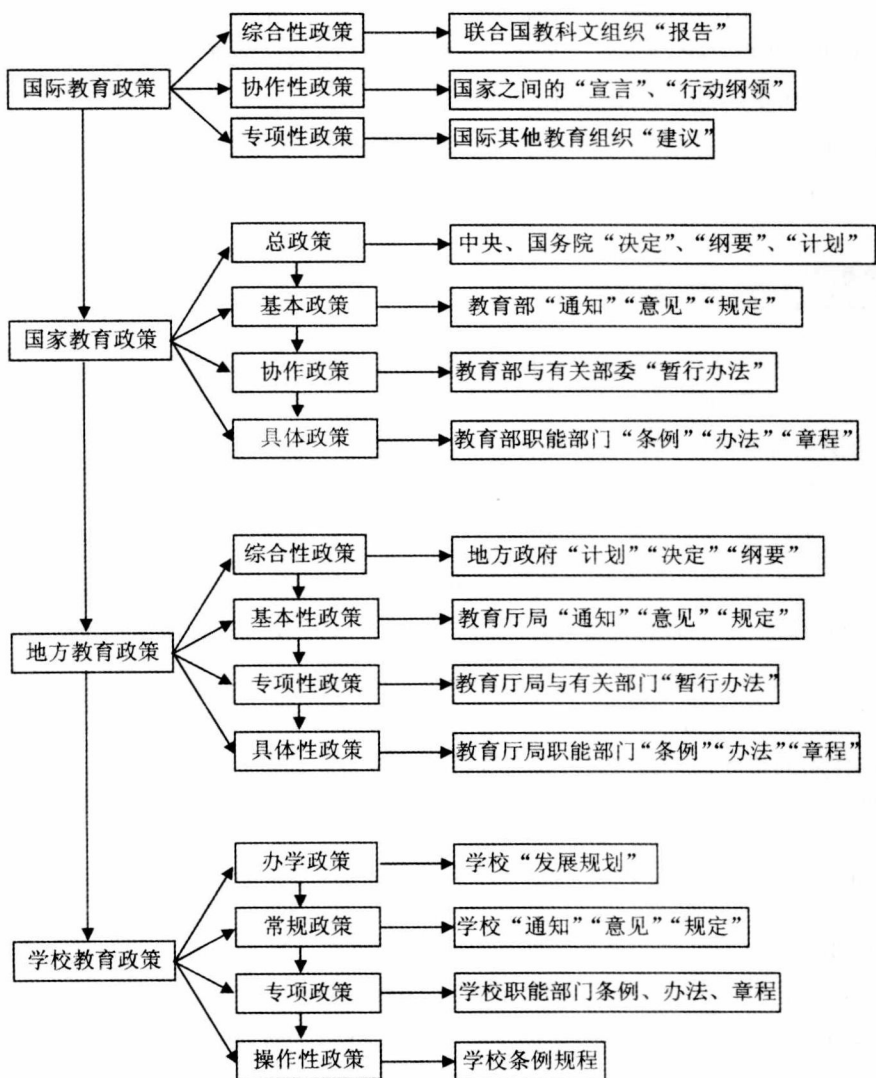 综合性政策
联合国教科文组织“报告”
国际教育政策
协作性政策
国家之间的“宣言”、“行动纲领”
专项性政策
国际其他教育组织“建议”
总政策
中央、国务院“决定”、“纲要”、“计划”
基本政策
教育部“通知”“意见”“规定”
国家教育政策
协作政策
教育部与有关部委“暂行办法”
具体政策
教育部职能部门“条例”“办法”“章程”
综合性政策
地方政府“计划”“决定”“纲要”
基本性政策
教育厅局“通知”“意见”“规定”
地方教育政策
专项性政策
教育厅局与有关部门“暂行办法”
具体性政策
教育厅局职能部门“条例”“办法”“章程”
办学政策
学校“发展规划”
常规政策
学校“通知”“意见”“规定”
学校教育政策
专项政策
学校职能部门条例、办法、章程
操作性政策
学校条例规程